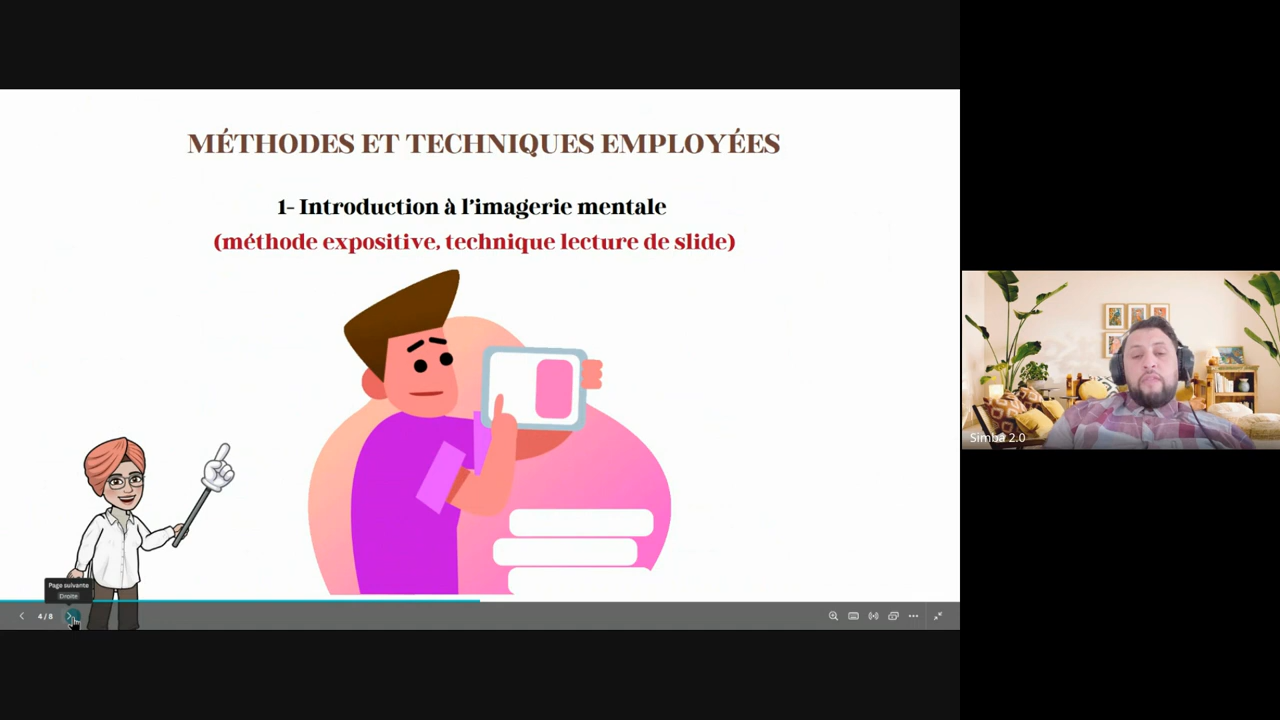 MÉTHODES ET TECHNIQUES EMPLOYÉES
1- Introduction à l'imagerie mentale
(méthode expositive, technique lecture de slide)
Simba 2.0
Page suivante
Droite
4 / 8